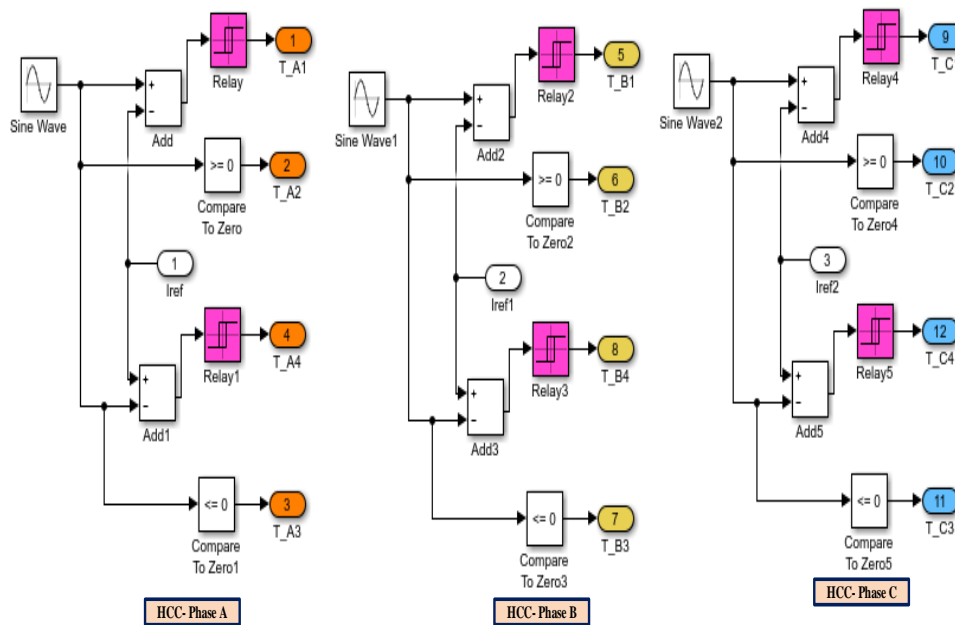 1
T_A1
Relay
Sine Wave
+
−
Add
>= 0
2
T_A2
Compare
To Zero
1
Iref
4
T_A4
Relay1
+
−
Add1
<= 0
3
T_A3
Compare
To Zero1
HCC- Phase A
5
T_B1
Relay2
Sine Wave1
+
−
Add2
>= 0
6
T_B2
Compare
To Zero2
2
Iref1
8
T_B4
Relay3
+
−
Add3
<= 0
7
T_B3
Compare
To Zero3
HCC- Phase B
9
T_C1
Relay4
Sine Wave2
+
−
Add4
>= 0
10
T_C2
Compare
To Zero4
3
Iref2
12
T_C4
Relay5
+
−
Add5
<= 0
11
T_C3
Compare
To Zero5
HCC- Phase C